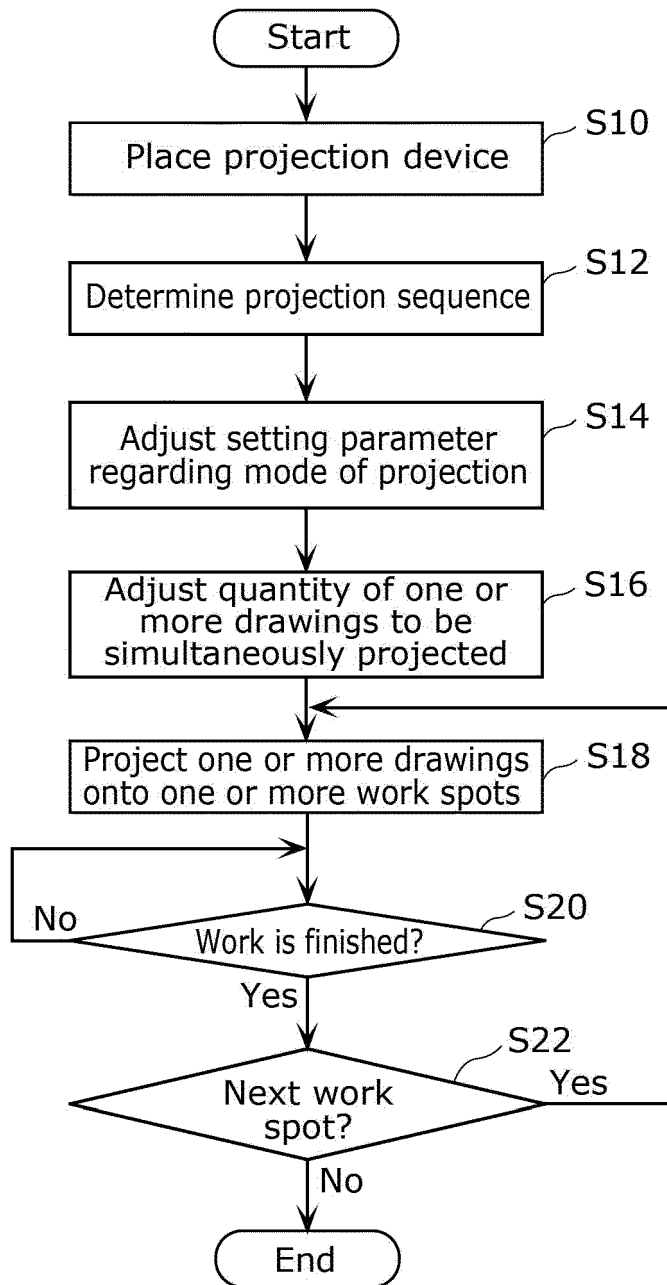 Start
S10
Place projection device
S12
Determine projection sequence
S14
Adjust setting parameter
regarding mode of projection
S16
Adjust quantity of one or
more drawings to be
simultaneously projected
S18
Project one or more drawings
onto one or more work spots
No
S20
Work is finished?
Yes
S22
Next work
spot?
Yes
No
End